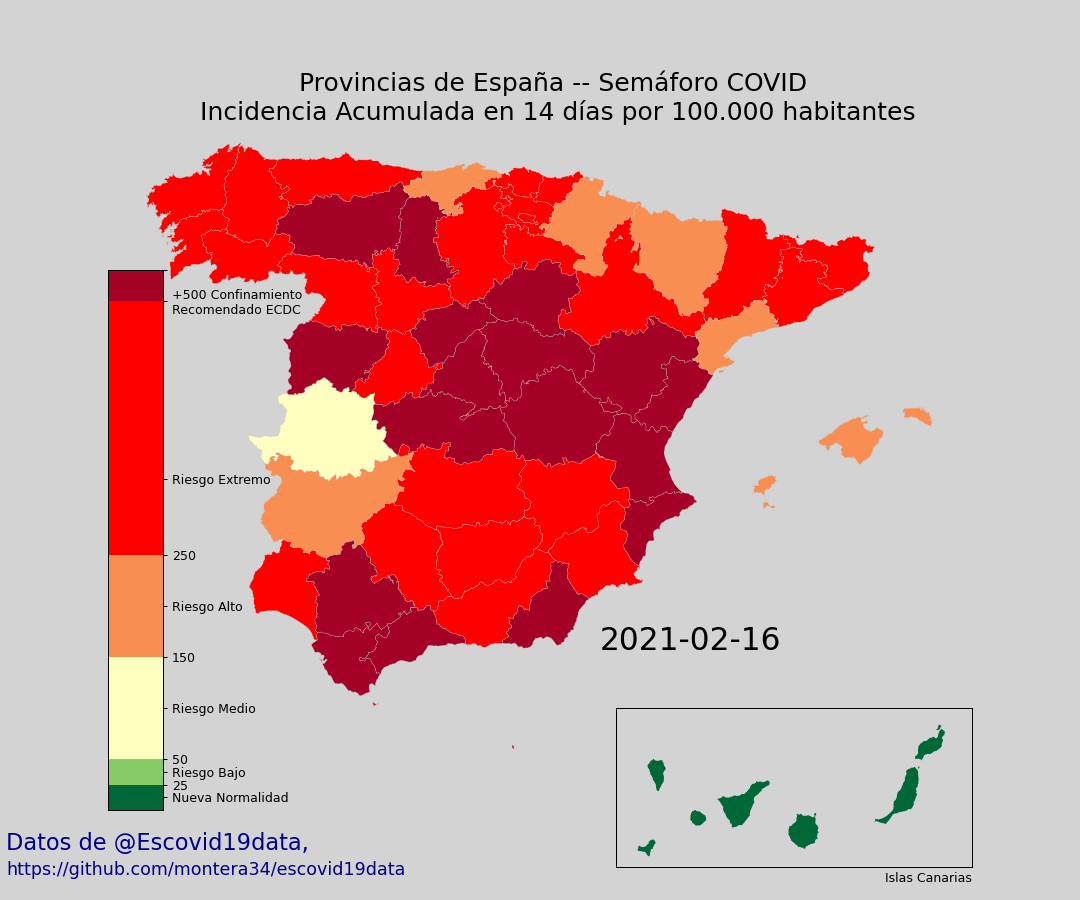 Provincias de España -- Semáforo COVID
Incidencia Acumulada en 14 días por 100.000 habitantes
+500 Confinamiento
Recomendado ECDC
Riesgo Extremo
250
Riesgo Alto
150
Riesgo Medio
50
Riesgo Bajo
25
Nueva Normalidad
2021-02-16
Islas Canarias
Datos de @Escovid19data,
https://github.com/montera34/escovid19data